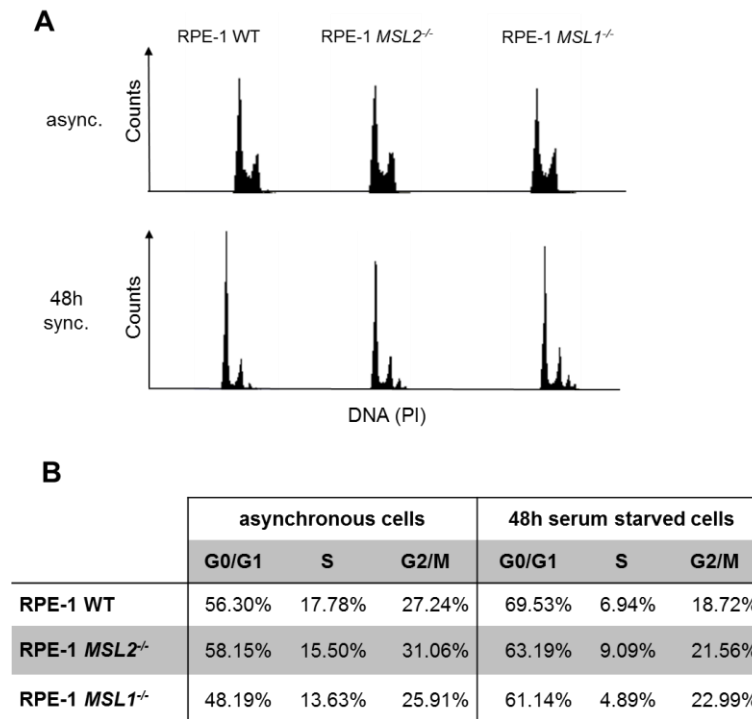 A
RPE-1 WT RPE-1 MSL2-/- RPE-1 MSL1-/-
async.
Counts
48h
sync.
Counts
DNA (PI)
B
asynchronous cells 48h serum starved cells
G0/G1 S G2/M G0/G1 S G2/M
RPE-1 WT 56.30% 17.78% 27.24% 69.53% 6.94% 18.72%
RPE-1 MSL2-/- 58.15% 15.50% 31.06% 63.19% 9.09% 21.56%
RPE-1 MSL1-/- 48.19% 13.63% 25.91% 61.14% 4.89% 22.99%